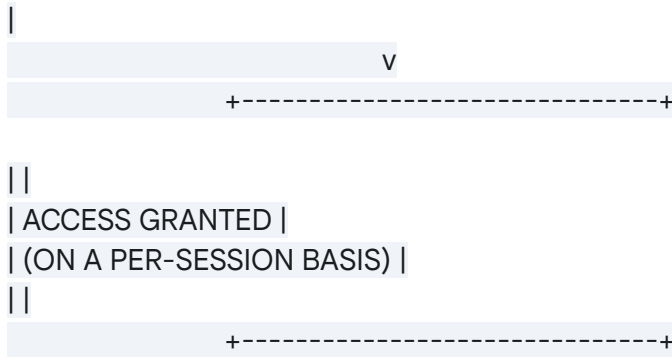 |
v
+-------------------------------+
| |
| ACCESS GRANTED |
| (ON A PER-SESSION BASIS) |
| |
+-------------------------------+